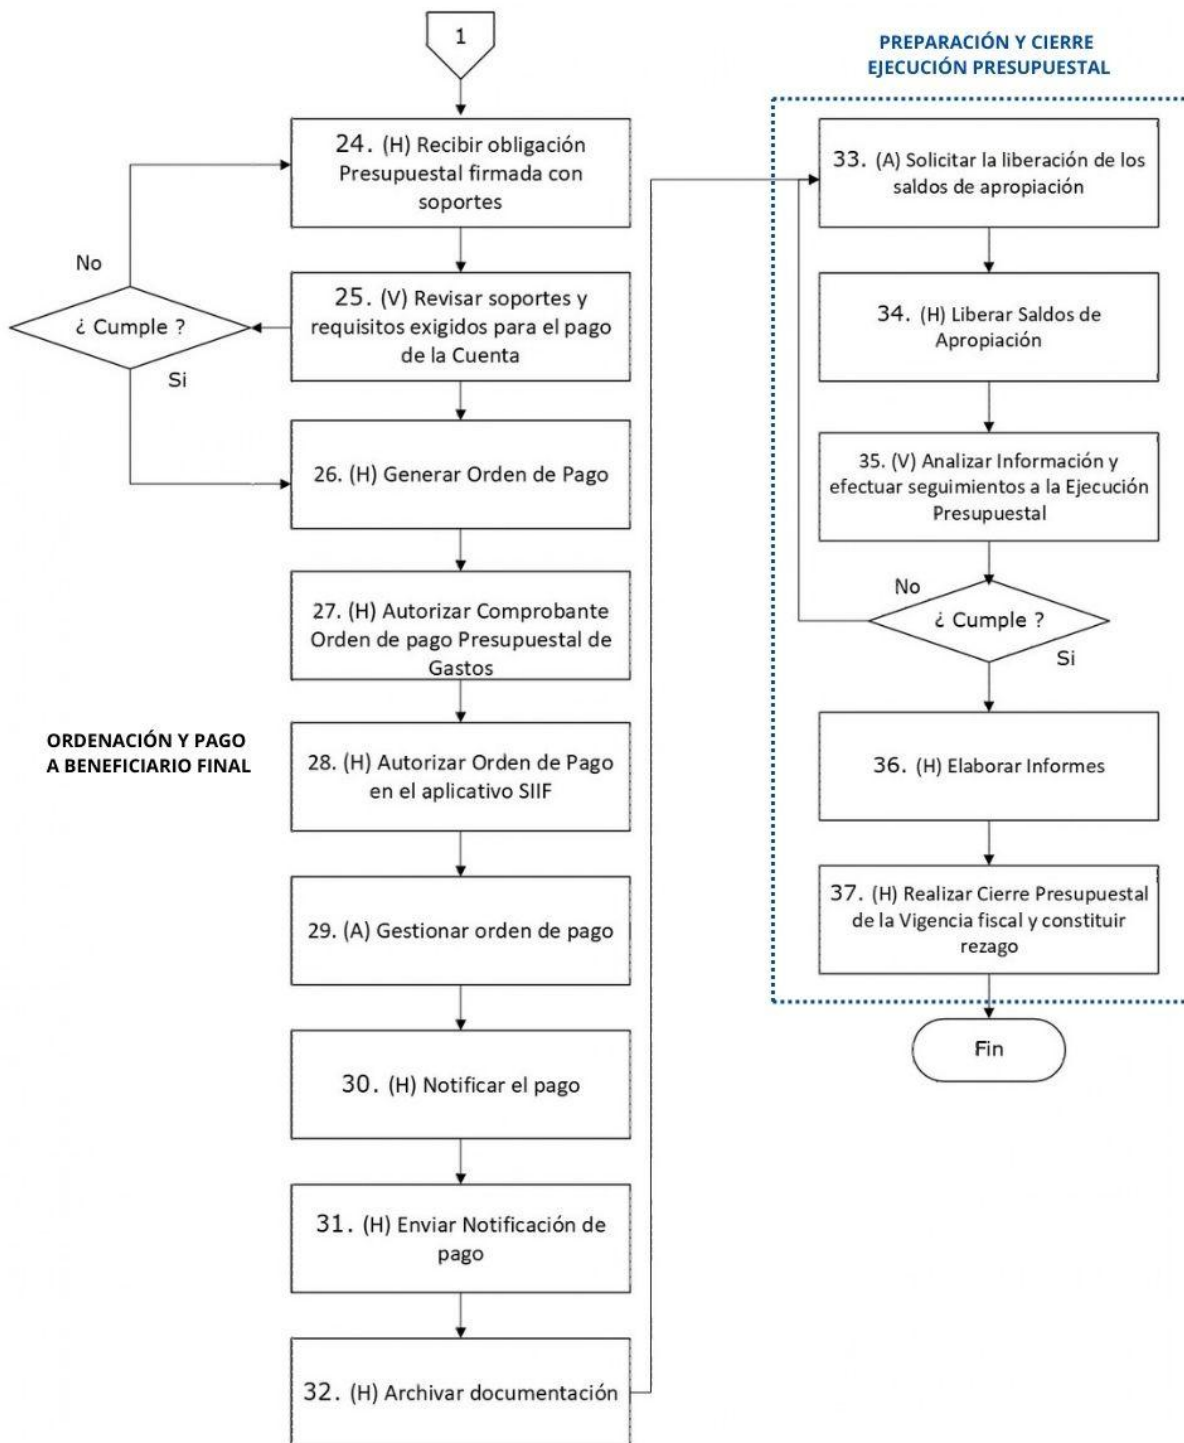 1
24. (H) Recibir obligación
Presupuestal firmada con
soportes
No
¿ Cumple ?
Si
25. (V) Revisar soportes y
requisitos exigidos para el pago
de la Cuenta
26. (H) Generar Orden de Pago
27. (H) Autorizar Comprobante
Orden de pago Presupuestal de
Gastos
ORDENACIÓN Y PAGO
A BENEFICIARIO FINAL
28. (H) Autorizar Orden de Pago
en el aplicativo SIIF
29. (A) Gestionar orden de pago
30. (H) Notificar el pago
31. (H) Enviar Notificación de
pago
32. (H) Archivar documentación
PREPARACIÓN Y CIERRE
EJECUCIÓN PRESUPUESTAL
33. (A) Solicitar la liberación de los
saldos de apropiación
34. (H) Liberar Saldos de
Apropiación
35. (V) Analizar Información y
efectuar seguimientos a la Ejecución
Presupuestal
No
¿ Cumple ?
Si
36. (H) Elaborar Informes
37. (H) Realizar Cierre Presupuestal
de la Vigencia fiscal y constituir
rezago
Fin